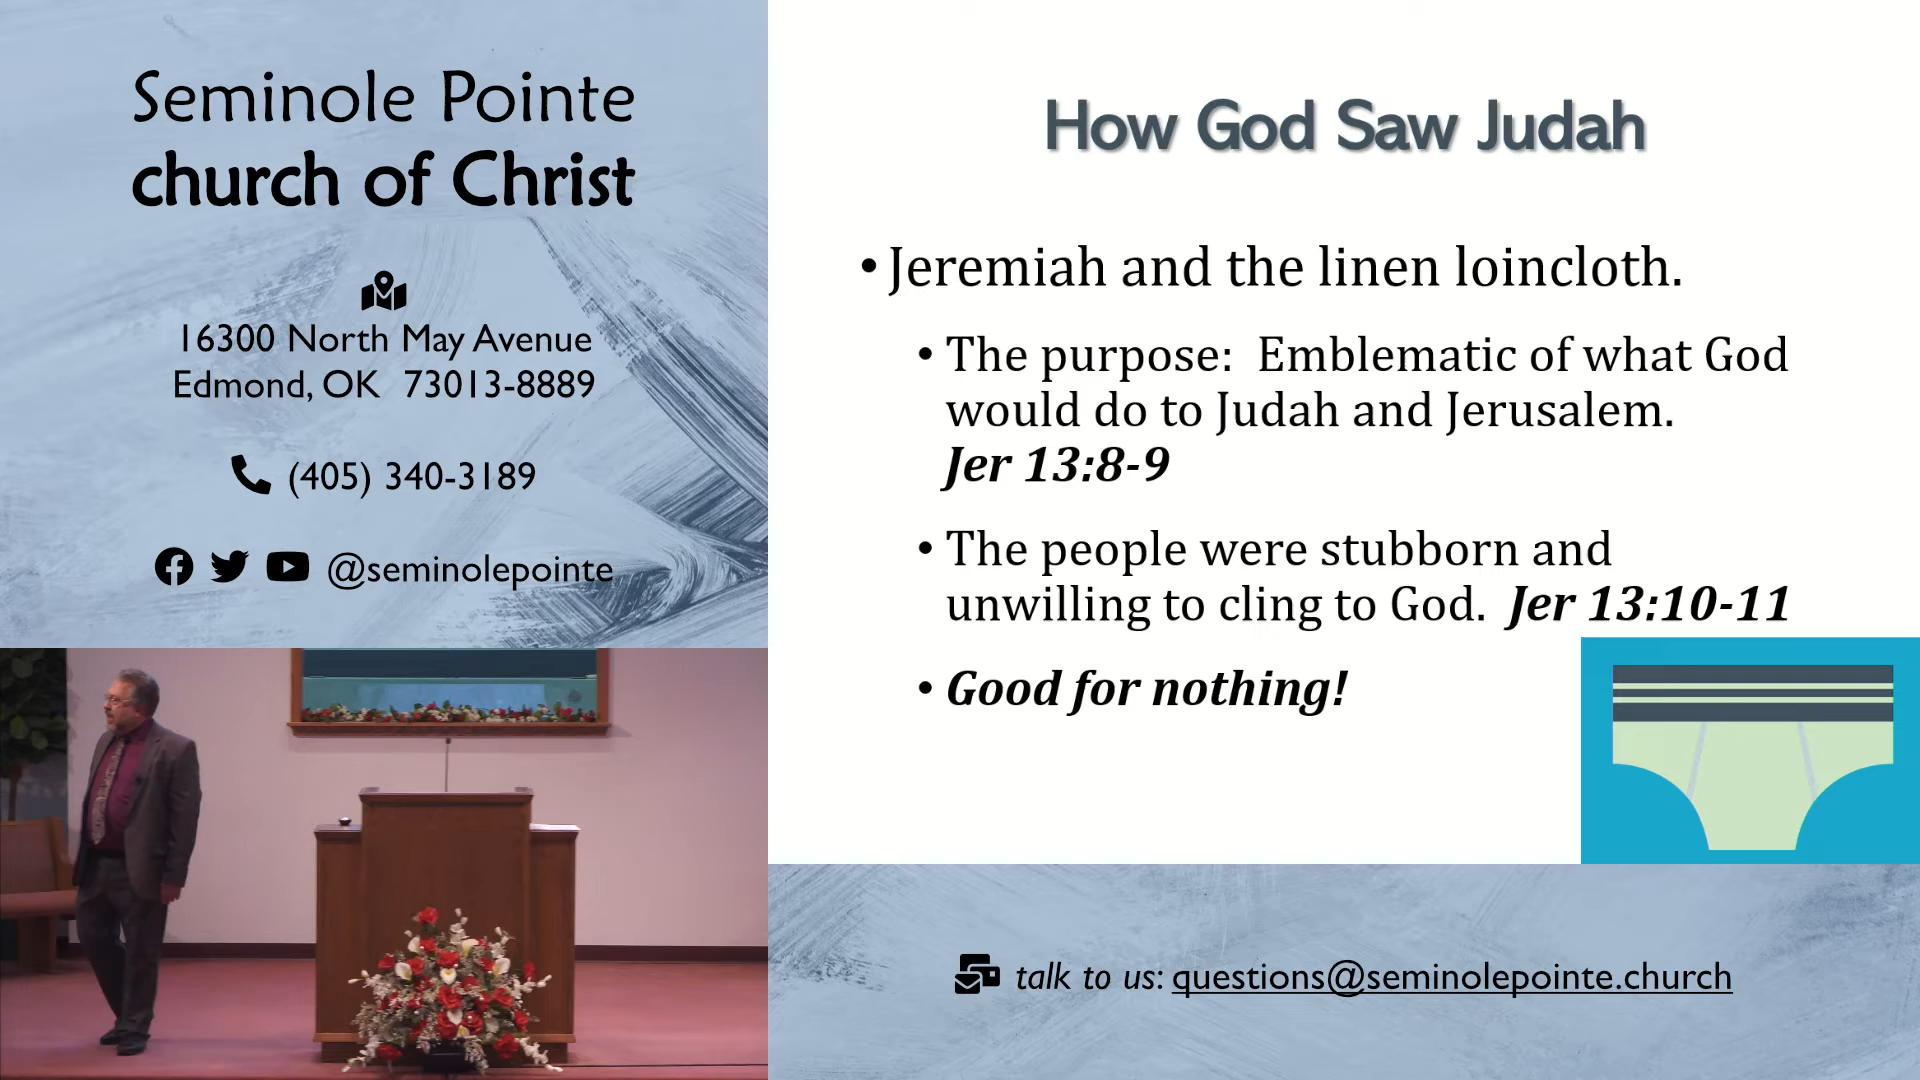 Seminole Pointe
church of Christ
16300 North May Avenue
Edmond, OK 73013-8889
(405) 340-3189
@seminolepointe
How God Saw Judah
• Jeremiah and the linen loincloth.
• The purpose: Emblematic of what God
would do to Judah and Jerusalem.
Jer 13:8-9
• The people were stubborn and
unwilling to cling to God. Jer 13:10-11
• Good for nothing!
talk to us: questions@seminolepointe.church